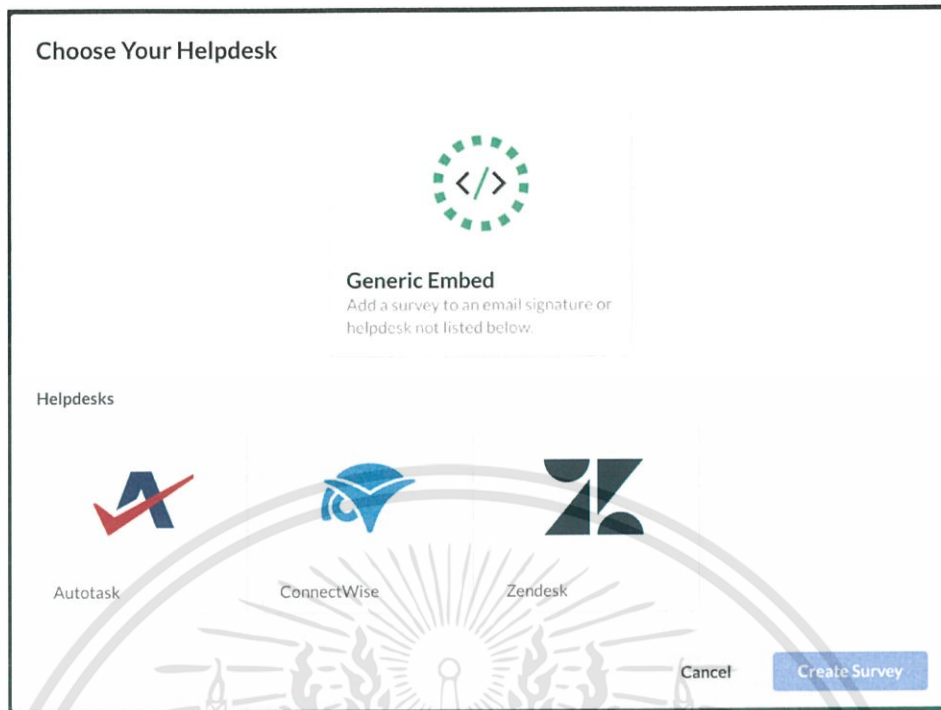 Choose Your Helpdesk
Generic Embed
Add a survey to an email signature or
helpdesk not listed below.
Helpdesks
Autotask
ConnectWise
Zendesk
Cancel
Create Survey